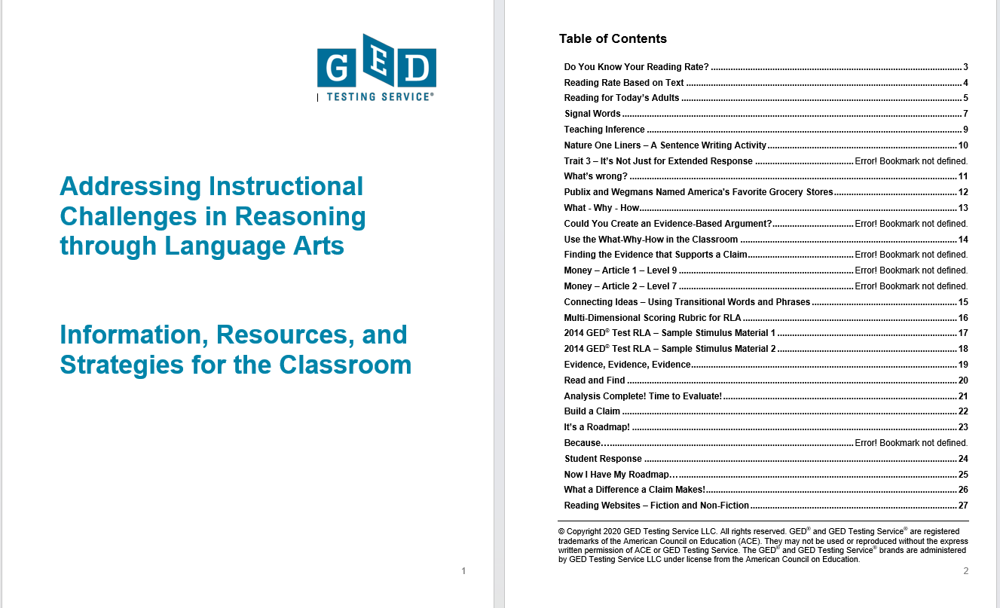 GED
TESTING SERVICE®
Addressing Instructional
Challenges in Reasoning
through Language Arts
Information, Resources, and
Strategies for the Classroom
1
Table of Contents
Do You Know Your Reading Rate? 3
Reading Rate Based on Text 4
Reading for Today's Adults 5
Signal Words 7
Teaching Inference 9
Nature One Liners – A Sentence Writing Activity 10
Trait 3 – It's Not Just for Extended Response Error! Bookmark not defined.
What's wrong? 11
Publix and Wegmans Named America's Favorite Grocery Stores 12
What - Why - How 13
Could You Create an Evidence-Based Argument? Error! Bookmark not defined.
Use the What-Why-How in the Classroom 14
Finding the Evidence that Supports a Claim Error! Bookmark not defined.
Money – Article 1 – Level 9 Error! Bookmark not defined.
Money – Article 2 – Level 7 Error! Bookmark not defined.
Connecting Ideas – Using Transitional Words and Phrases 15
Multi-Dimensional Scoring Rubric for RLA 16
2014 GED® Test RLA – Sample Stimulus Material 1 17
2014 GED® Test RLA – Sample Stimulus Material 2 18
Evidence, Evidence, Evidence 19
Read and Find 20
Analysis Complete! Time to Evaluate! 21
Build a Claim 22
It's a Roadmap! 23
Because… Error! Bookmark not defined.
Student Response 24
Now I Have My Roadmap… 25
What a Difference a Claim Makes! 26
Reading Websites – Fiction and Non-Fiction 27
© Copyright 2020 GED Testing Service LLC. All rights reserved. GED® and GED Testing Service® are registered
trademarks of the American Council on Education (ACE). They may not be used or reproduced without the express
written permission of ACE or GED Testing Service. The GED® and GED Testing Service® brands are administered
by GED Testing Service LLC under license from the American Council on Education.
2